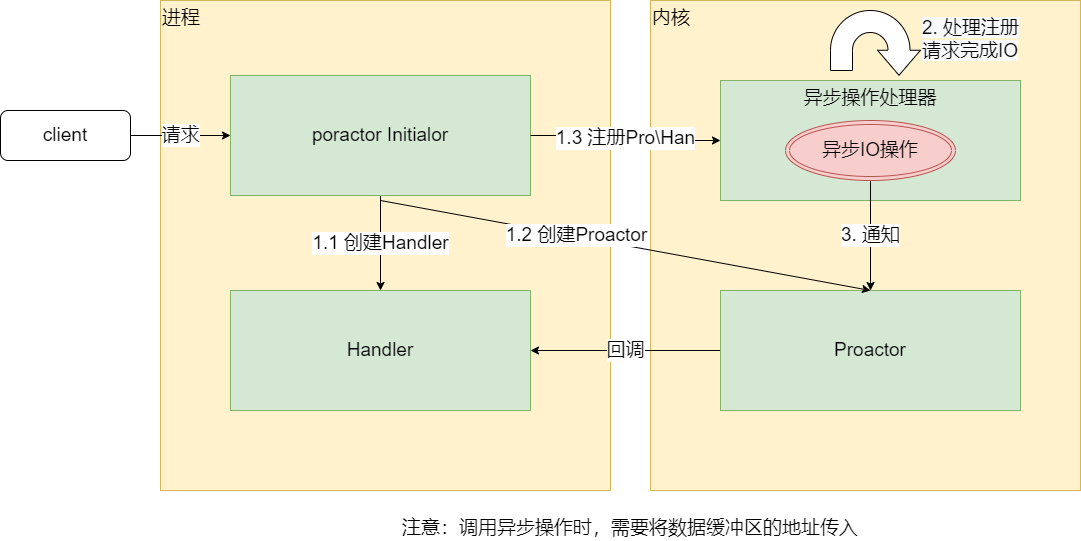 进程
内核
2. 处理注册
请求完成IO
异步操作处理器
client
请求
poractor Initialor
1.3 注册Pro\Han
异步IO操作
1.1 创建Handler
1.2 创建Proactor
3. 通知
Handler
回调
Proactor
注意：调用异步操作时，需要将数据缓冲区的地址传入